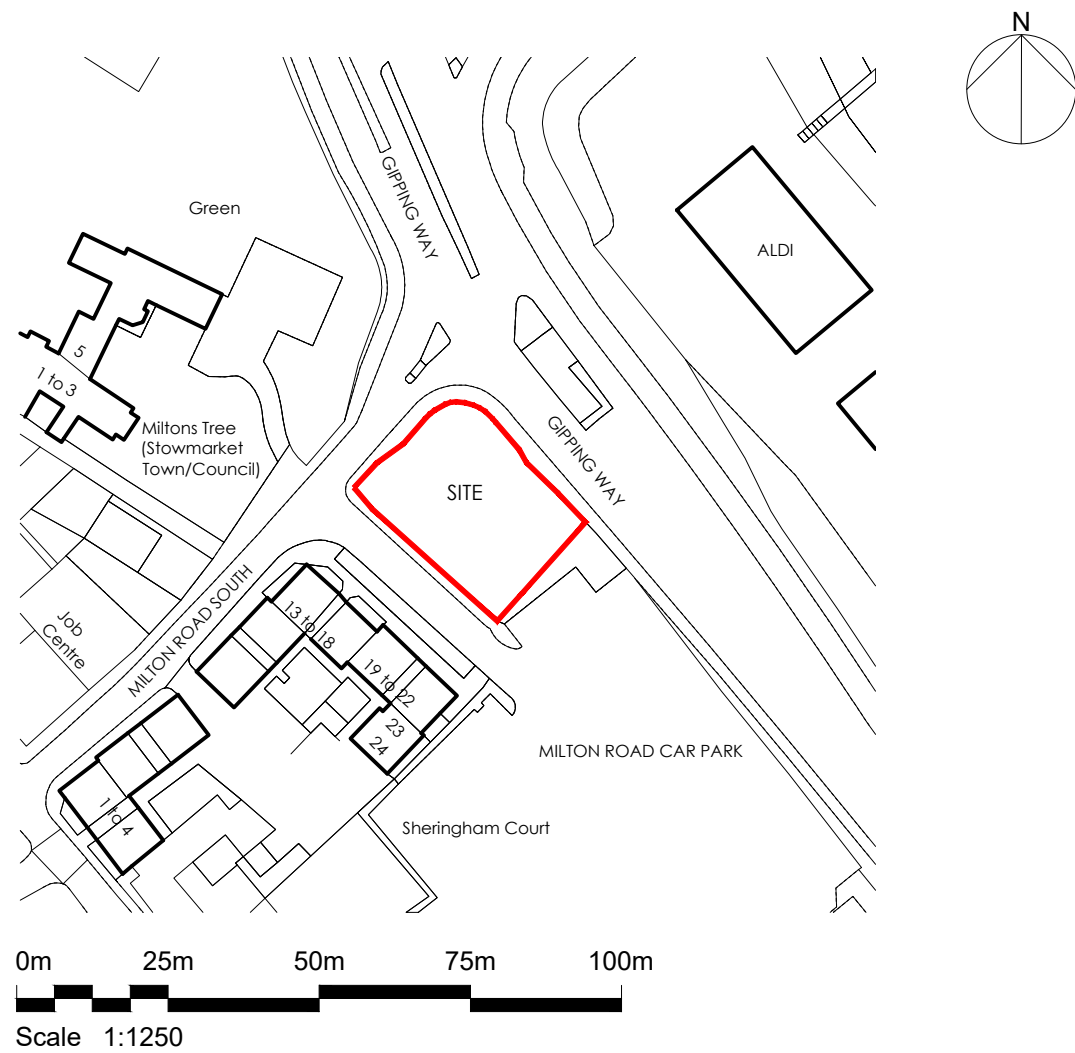 N
GIPPING WAY
Green
ALDI
5
1 to 3
Miltons Tree
(Stowmarket
Town/Council)
GIPPING WAY
SITE
Job
Centre
MILTON ROAD SOUTH
13 to 18
19 to 22
23
24
MILTON ROAD CAR PARK
1 to 4
Sheringham Court
0m 25m 50m 75m 100m
Scale 1:1250